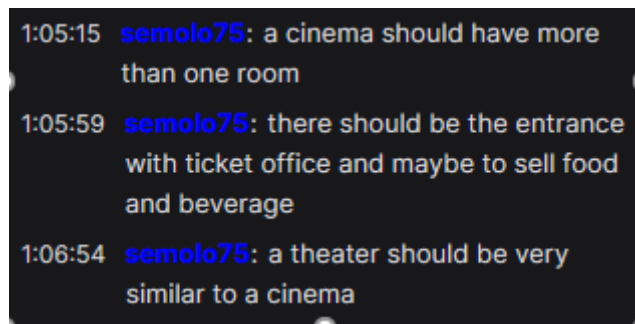 1:05:15 semolo75: a cinema should have more
than one room
1:05:59 semolo75: there should be the entrance
with ticket office and maybe to sell food
and beverage
1:06:54 semolo75: a theater should be very
similar to a cinema